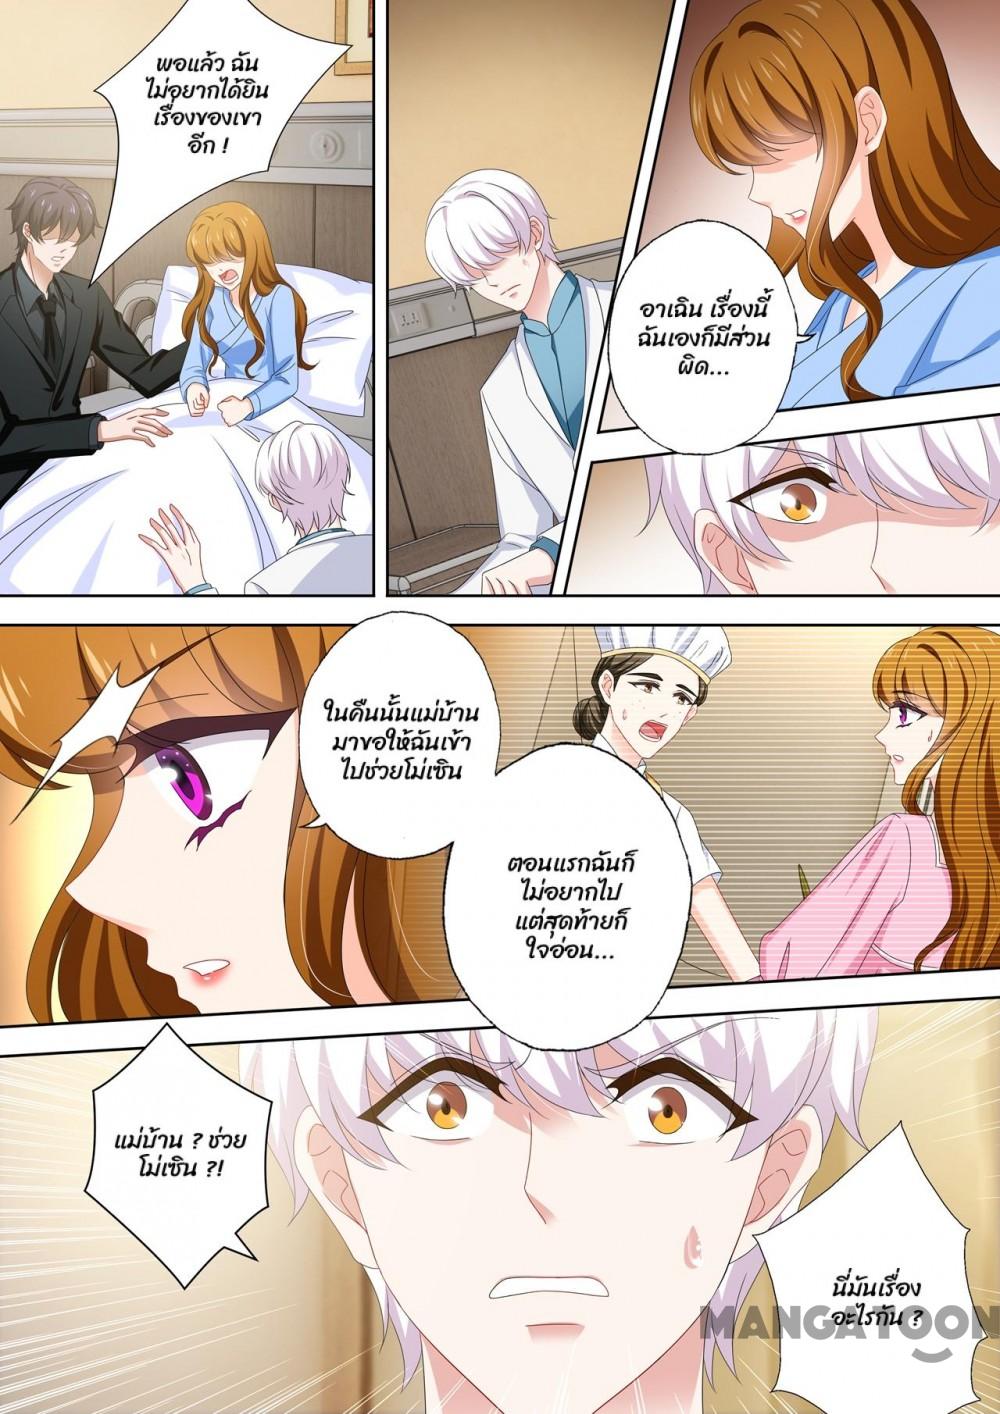 พอแล้ว ฉัน
ไม่อยากได้ยิน
เรื่องของเขา
อีก !
อาเฉิน เรื่องนี้
ฉันเองก็มีส่วน
ผิด...
ในคืนนั้นแม่บ้าน
มาขอให้ฉันเข้า
ไปช่วยโม่เซิน
ตอนแรกฉันก็
ไม่อยากไป
แต่สุดท้ายก็
ใจอ่อน...
แม่บ้าน ? ช่วย
โม่เซิน ?!
นี่มันเรื่อง
อะไรกัน ?
MANGATOON